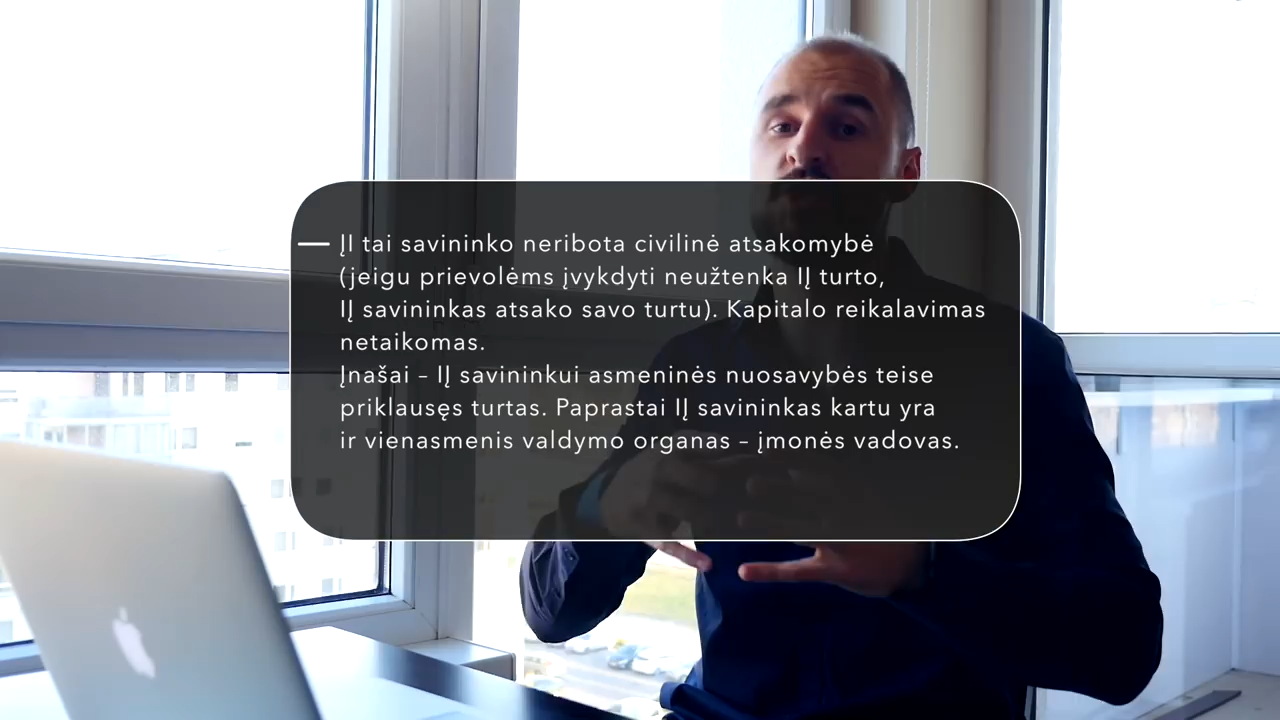 — ĮI tai savininko neribota civilinė atsakomybė
(jeigu prievolėms įvykdyti neužtenka IĮ turto,
IĮ savininkas atsako savo turtu). Kapitalo reikalavimas
netaikomas.
Įnašai – IĮ savininkui asmeninės nuosavybės teise
priklausęs turtas. Paprastai IĮ savininkas kartu yra
ir vienasmenis valdymo organas – įmonės vadovas.